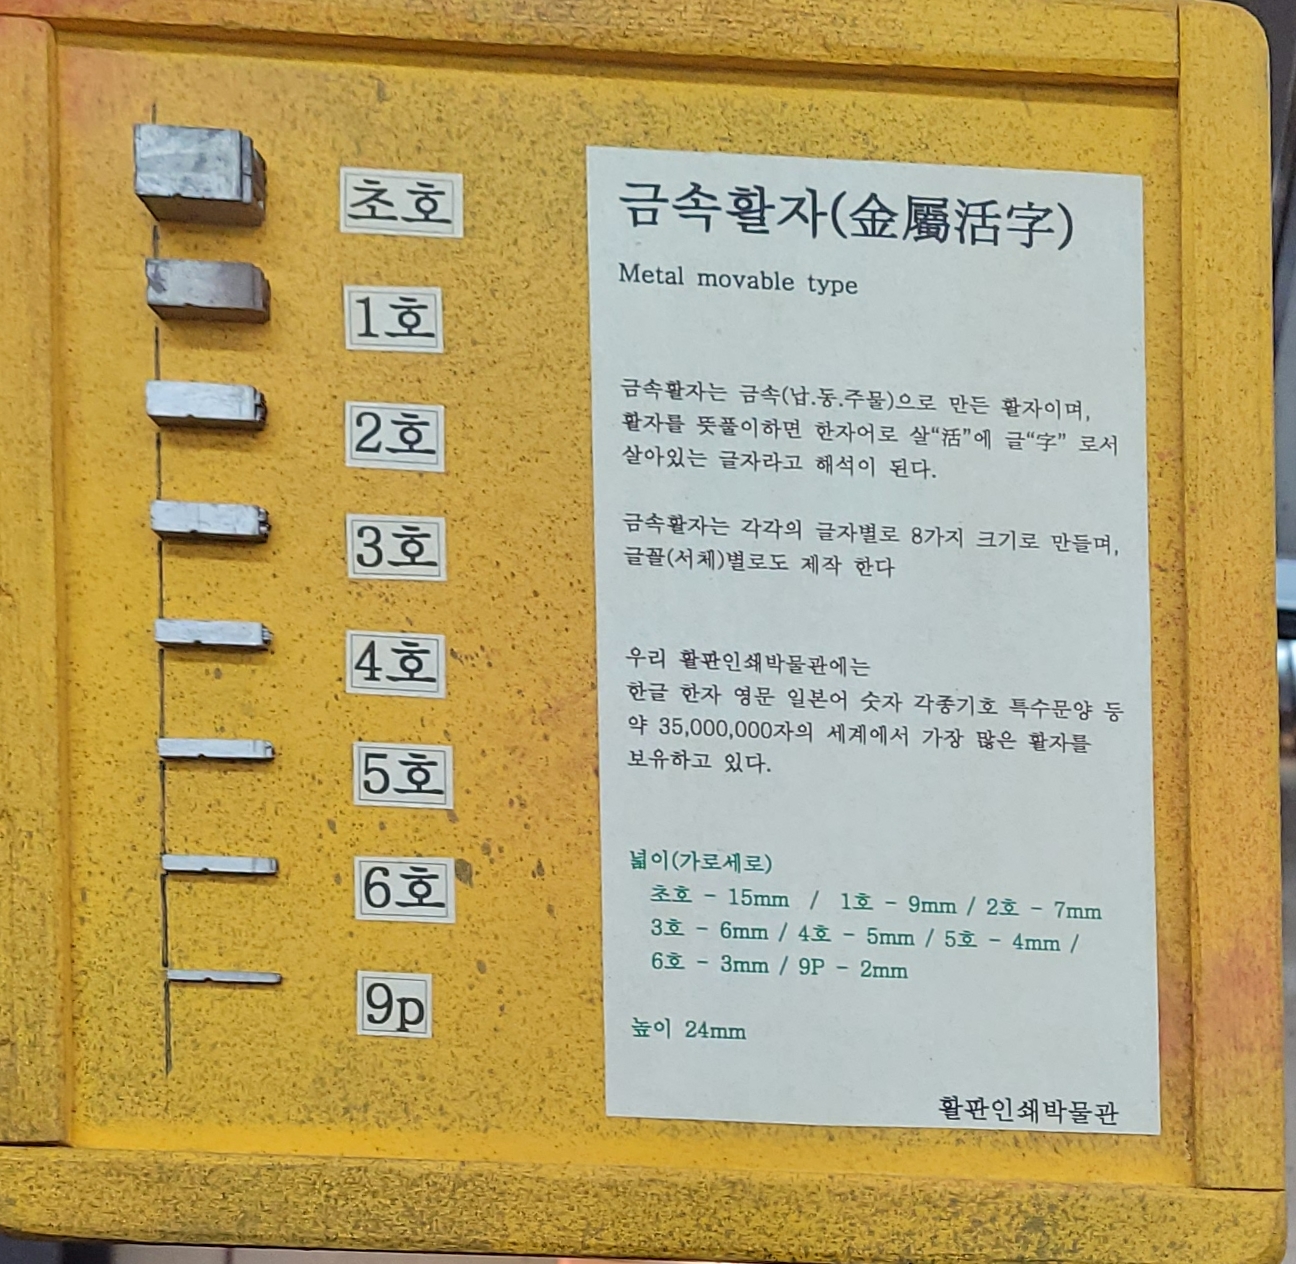 초호
1호
2호
3호
4호
5호
6호
9p
금속활자(金屬活字)
Metal movable type
금속활자는 금속(납.동.주물)으로 만든 활자이며,
활자를 뜻풀이하면 한자어로 살“活”에 글“字” 로서
살아있는 글자라고 해석이 된다.
금속활자는 각각의 글자별로 8가지 크기로 만들며,
글꼴(서체)별로도 제작 한다
우리 활판인쇄박물관에는
한글 한자 영문 일본어 숫자 각종기호 특수문양 등
약 35,000,000자의 세계에서 가장 많은 활자를
보유하고 있다.
넓이(가로세로)
초호 - 15mm / 1호 - 9mm / 2호 - 7mm
3호 - 6mm / 4호 - 5mm / 5호 - 4mm /
6호 - 3mm / 9P - 2mm
높이 24mm
활판인쇄박물관